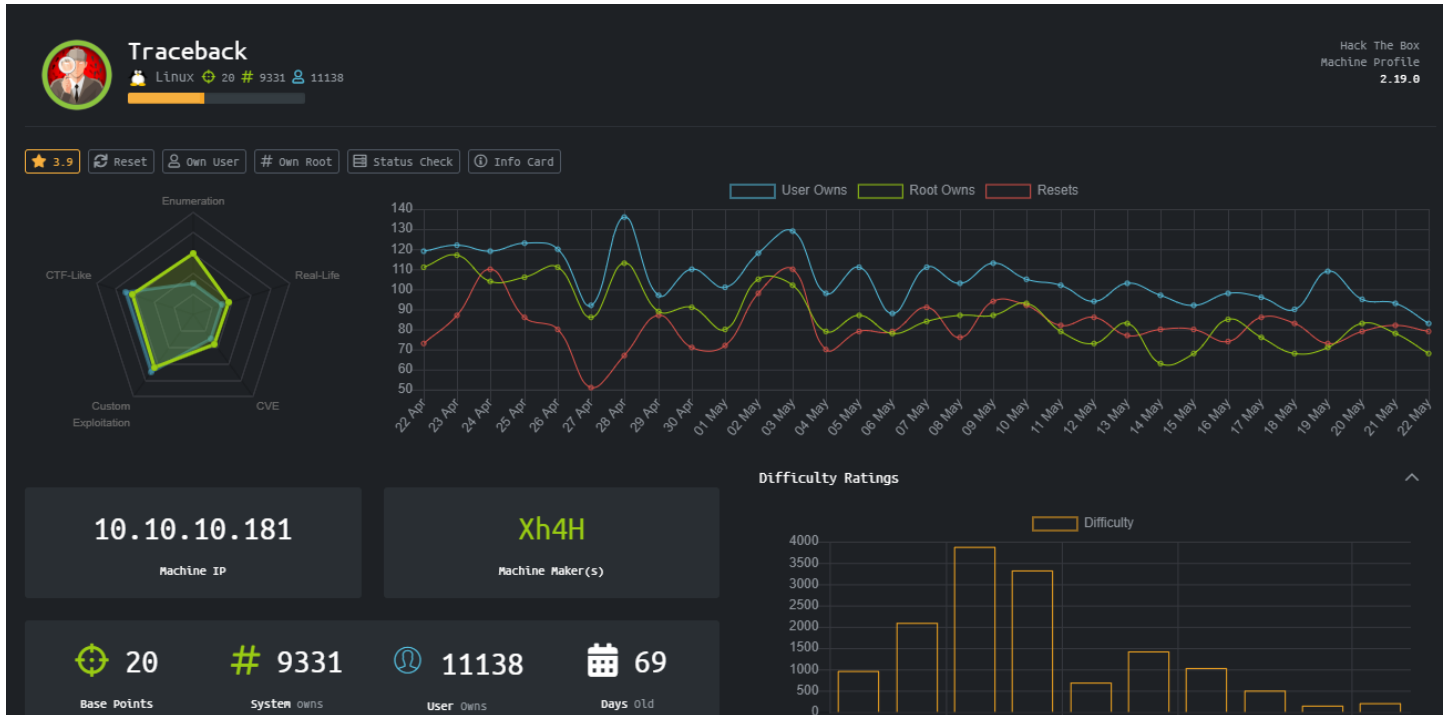 Traceback
Linux 20 # 9331 11138
Hack The Box
Machine Profile
2.19.0
3.9 Reset Own User # Own Root Status Check Info Card
User Owns Root Owns Resets
Enumeration
CTF-Like
Real-Life
Custom
Exploitation
CVE
140
130
120
110
100
90
80
70
60
50
22 Apr 23 Apr 24 Apr 25 Apr 26 Apr 27 Apr 28 Apr 29 Apr 30 Apr 01 May 02 May 03 May 04 May 05 May 06 May 07 May 08 May 09 May 10 May 11 May 12 May 13 May 14 May 15 May 16 May 17 May 18 May 19 May 20 May 21 May 22 May
10.10.10.181
Machine IP
Xh4H
Machine Maker(s)
20
Base Points
# 9331
System owns
11138
User Owns
69
Days Old
Difficulty Ratings
Difficulty
4000
3500
3000
2500
2000
1500
1000
500
0